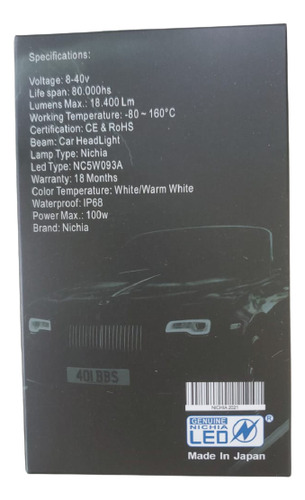 Specifications:
Voltage: 8-40v
Life span: 80.000hs
Lumens Max.: 18.400 Lm
Working Temperature: -80 ~ 160°C
Certification: CE & RoHS
Beam: Car HeadLight
Lamp Type: Nichia
Led Type: NC5W093A
Warranty: 18 Months
Color Temperature: White/Warm White
Waterproof: IP68
Power Max.: 100w
Brand: Nichia
401 BBS
NICHIA 2021
GENUINE
NICHIA
LED
®
Made In Japan